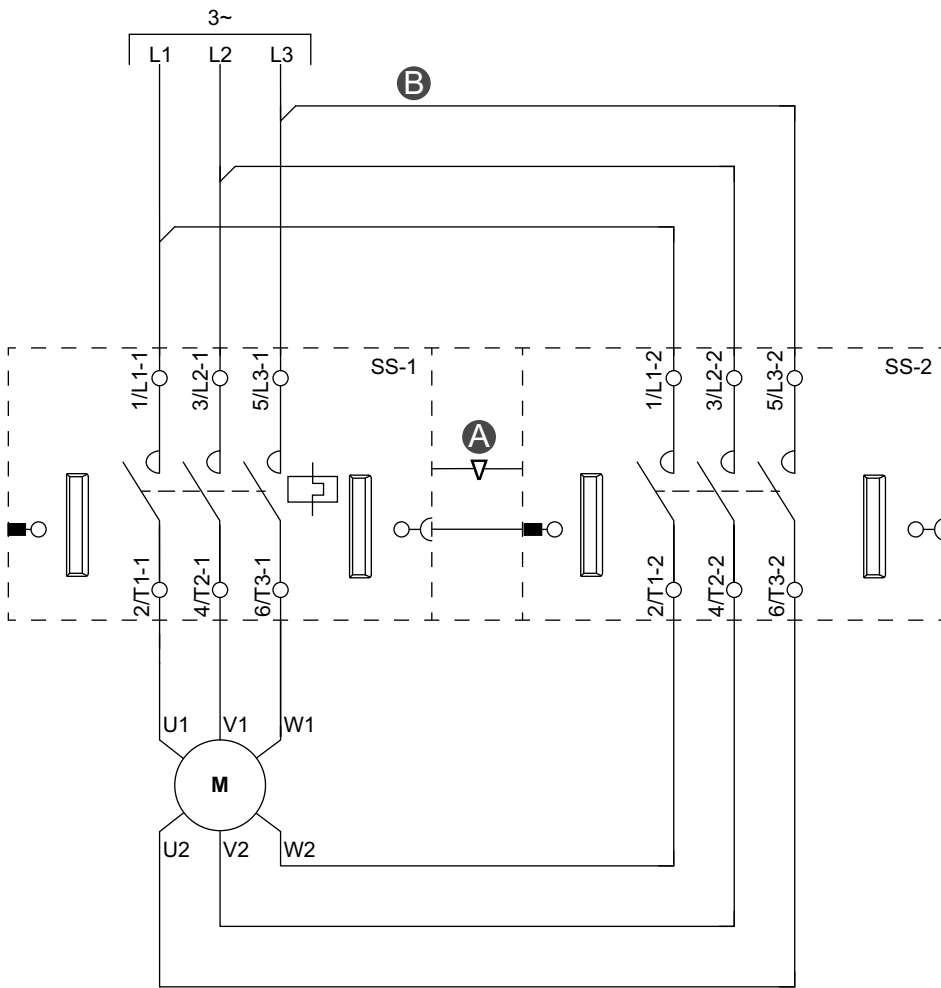 3~
L1 L2 L3
B
SS-1 SS-2
1/L1-1 3/L2-1 5/L3-1 1/L1-2 3/L2-2 5/L3-2
A
2/T1-1 4/T2-1 6/T3-1 2/T1-2 4/T2-2 6/T3-2
U1 V1 W1
M
U2 V2 W2